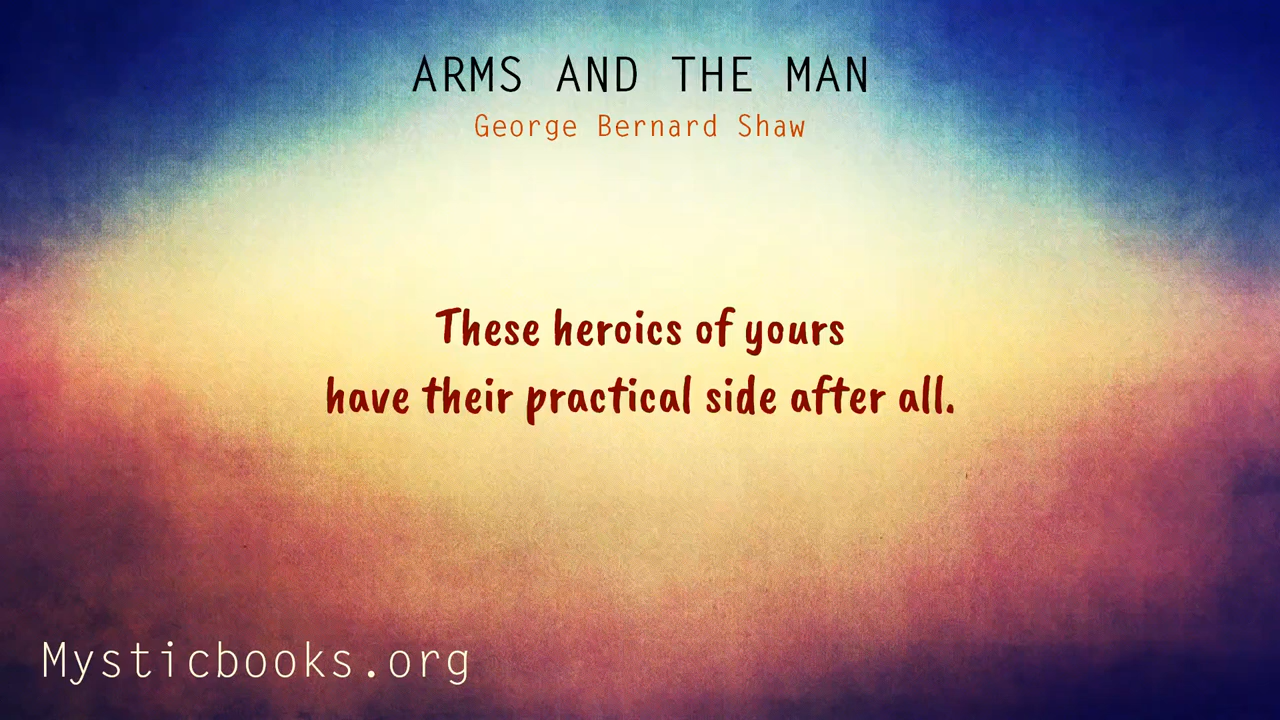 ARMS AND THE MAN
George Bernard Shaw
These heroics of yours
have their practical side after all.
Mysticbooks.org